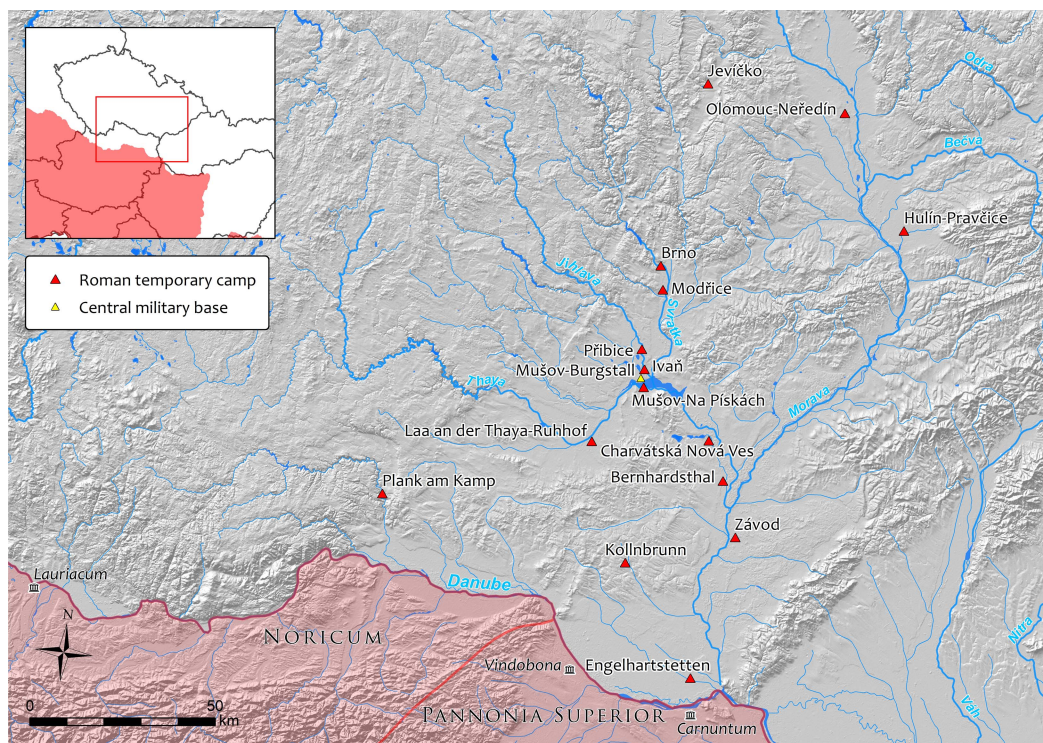 Jevíčko
Odra
Olomouc-Neředín
Bečva
Hulín-Pravčice
Brno
Jihlava
Roman temporary camp
Modřice
Central military base
Svratka
Přibice
Ivaň
Mušov-Burgstall
Thaya
Mušov-Na Pískách
Morava
Laa an der Thaya-Ruhhof
Charvátská Nová Ves
Bernhardsthal
Plank am Kamp
Závod
Kollnbrunn
Lauriacum
Danube
N
Noricum
Nitra
Vindobona
Engelhartstetten
Váh
0
50
km
Pannonia Superior
Carnuntum